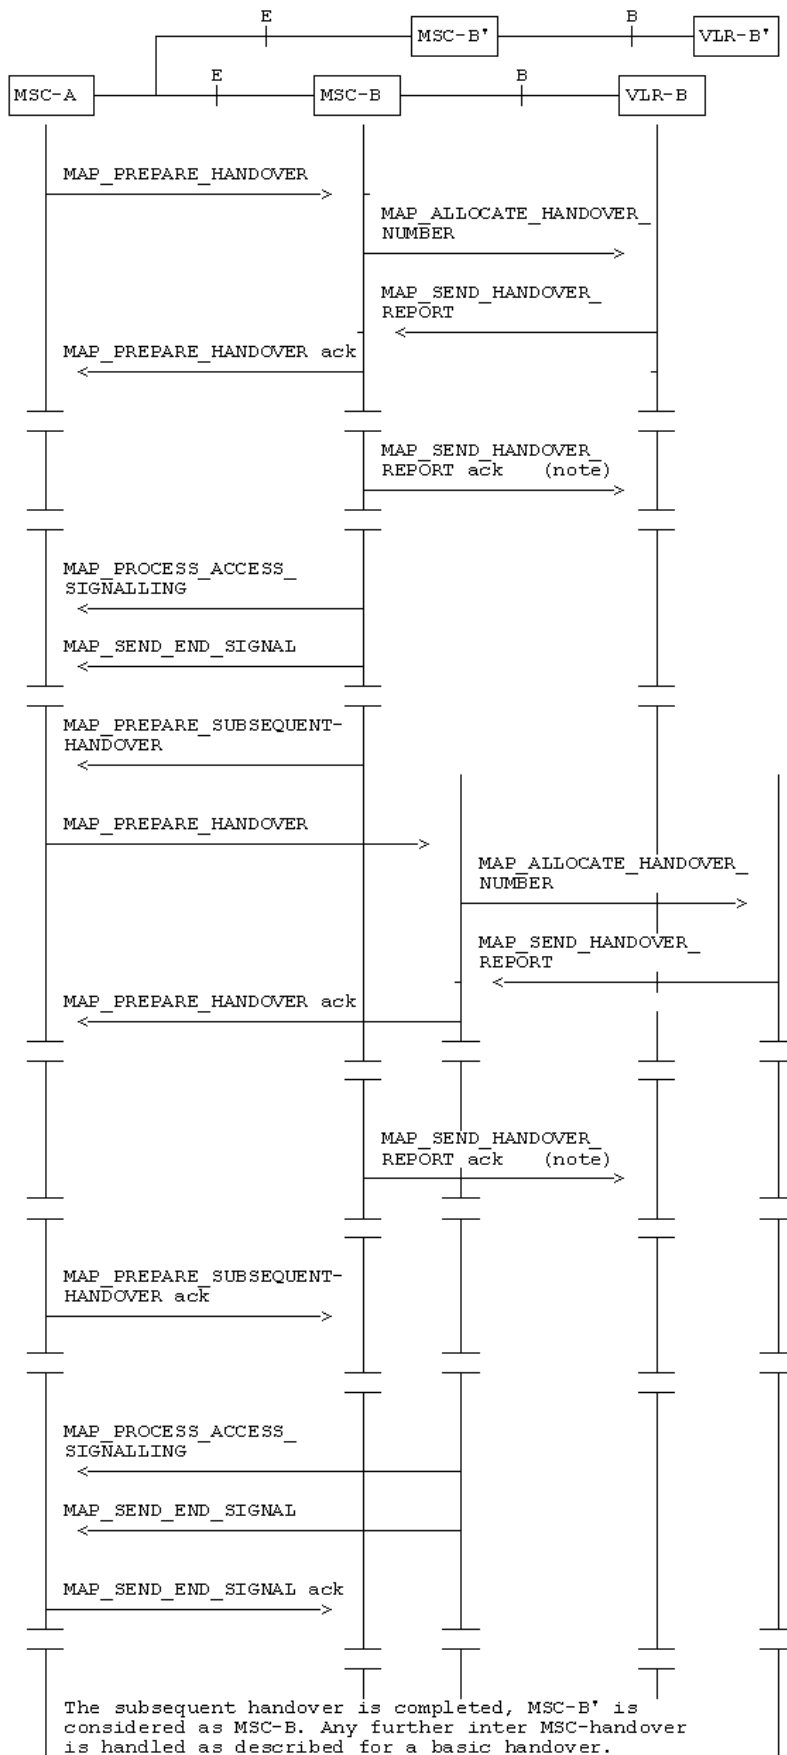 E
B
MSC-B'
VLR-B'
E
B
MSC-A
MSC-B
VLR-B
MAP_PREPARE_HANDOVER
MAP_ALLOCATE_HANDOVER_
NUMBER
MAP_SEND_HANDOVER_
REPORT
MAP_PREPARE_HANDOVER ack
MAP_SEND_HANDOVER_
REPORT ack (note)
MAP_PROCESS_ACCESS_
SIGNALLING
MAP_SEND_END_SIGNAL
MAP_PREPARE_SUBSEQUENT-
HANDOVER
MAP_PREPARE_HANDOVER
MAP_ALLOCATE_HANDOVER_
NUMBER
MAP_SEND_HANDOVER_
REPORT
MAP_PREPARE_HANDOVER ack
MAP_SEND_HANDOVER_
REPORT ack (note)
MAP_PREPARE_SUBSEQUENT-
HANDOVER ack
MAP_PROCESS_ACCESS_
SIGNALLING
MAP_SEND_END_SIGNAL
MAP_SEND_END_SIGNAL ack
The subsequent handover is completed, MSC-B' is
considered as MSC-B. Any further inter MSC-handover
is handled as described for a basic handover.